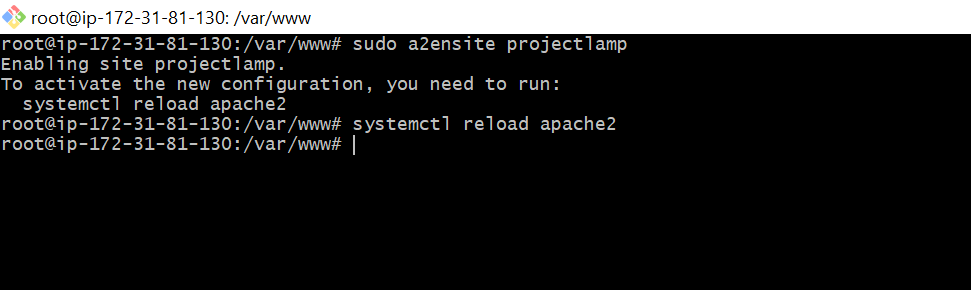 root@ip-172-31-81-130: /var/www
root@ip-172-31-81-130:/var/www# sudo a2ensite projectlamp
Enabling site projectlamp.
To activate the new configuration, you need to run:
  systemctl reload apache2
root@ip-172-31-81-130:/var/www# systemctl reload apache2
root@ip-172-31-81-130:/var/www#